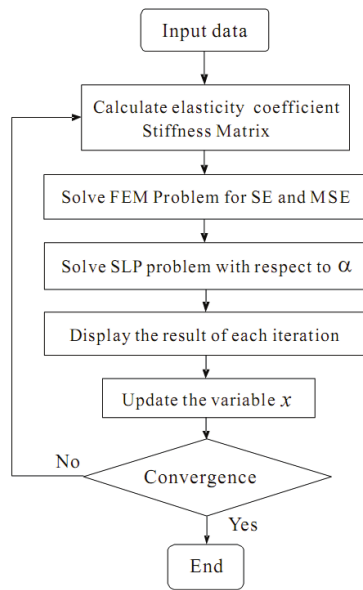 Input data
Calculate elasticity coefficient
Stiffness Matrix
Solve FEM Problem for SE and MSE
Solve SLP problem with respect to α
Display the result of each iteration
Update the variable x
No
Convergence
Yes
End